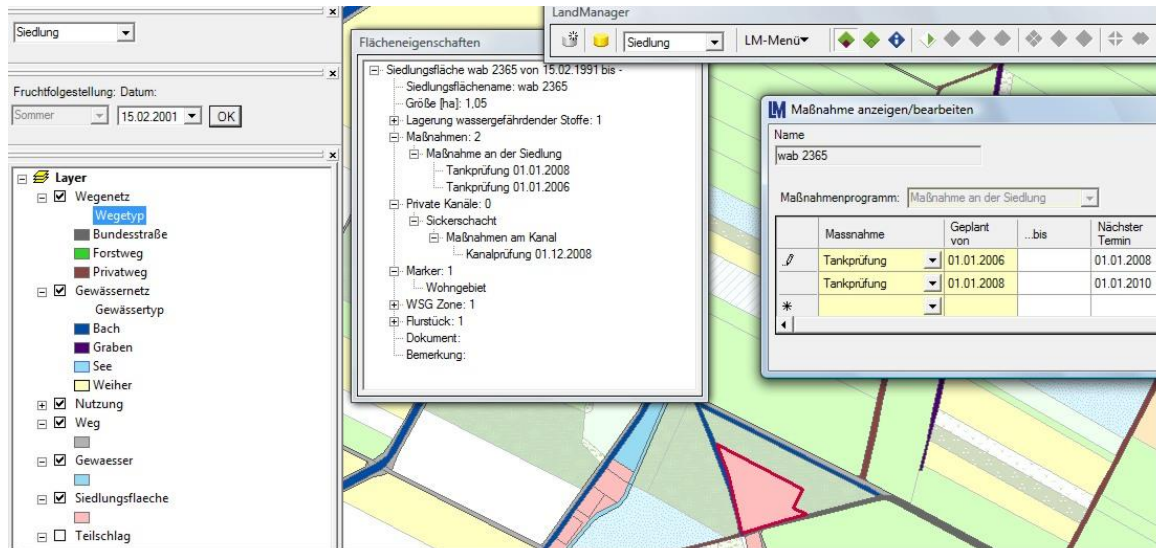 Siedlung
Fruchtfolgestellung: Datum:
Sommer 15.02.2001 OK
Layer
Wegenetz
Wegetyp
Bundesstraße
Forstweg
Privatweg
Gewässernetz
Gewässertyp
Bach
Graben
See
Weiher
Nutzung
Weg
Gewaesser
Siedlungsflaeche
Teilschlag
Flächeneigenschaften
Siedlungsfläche wab 2365 von 15.02.1991 bis -
Siedlungsflächename: wab 2365
Größe [ha]: 1,05
Lagerung wassergefährdender Stoffe: 1
Maßnahmen: 2
Maßnahme an der Siedlung
Tankprüfung 01.01.2008
Tankprüfung 01.01.2006
Private Kanäle: 0
Sickerschacht
Maßnahmen am Kanal
Kanalprüfung 01.12.2008
Marker: 1
Wohngebiet
WSG Zone: 1
Flurstück: 1
Dokument:
Bemerkung:
LandManager
Siedlung LM-Menü
LM Maßnahme anzeigen/bearbeiten
Name
wab 2365
Maßnahmenprogramm: Maßnahme an der Siedlung
Massnahme Geplant von ...bis Nächster Termin
Tankprüfung 01.01.2006 01.01.2008
Tankprüfung 01.01.2008 01.01.2010